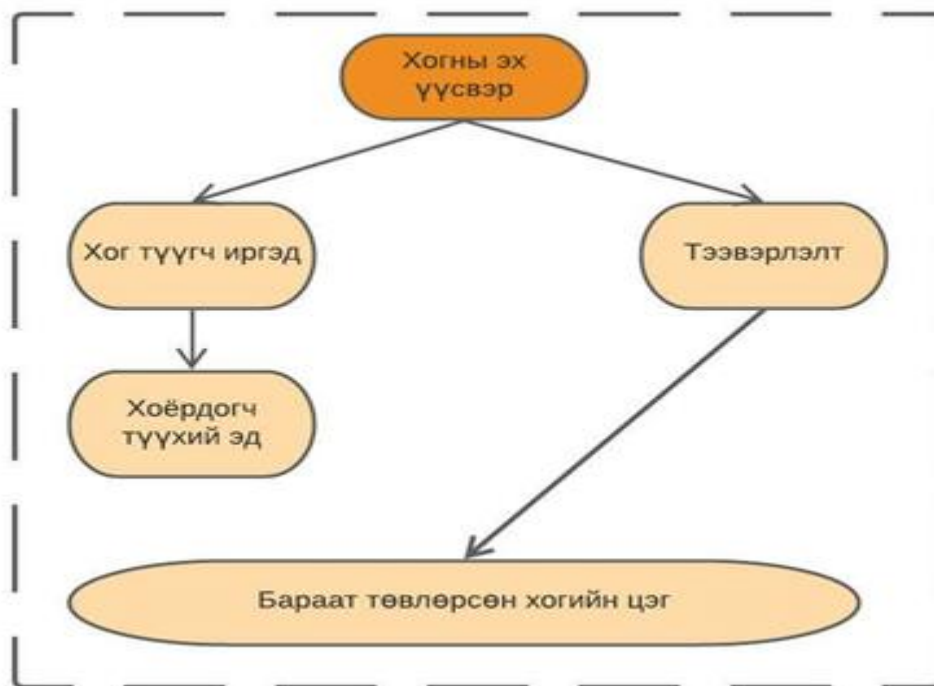 Хогны эх
үүсвэр
Хог түүгч иргэд
Тээвэрлэлт
Хоёрдогч
түүхий эд
Бараат төвлөрсөн хогийн цэг